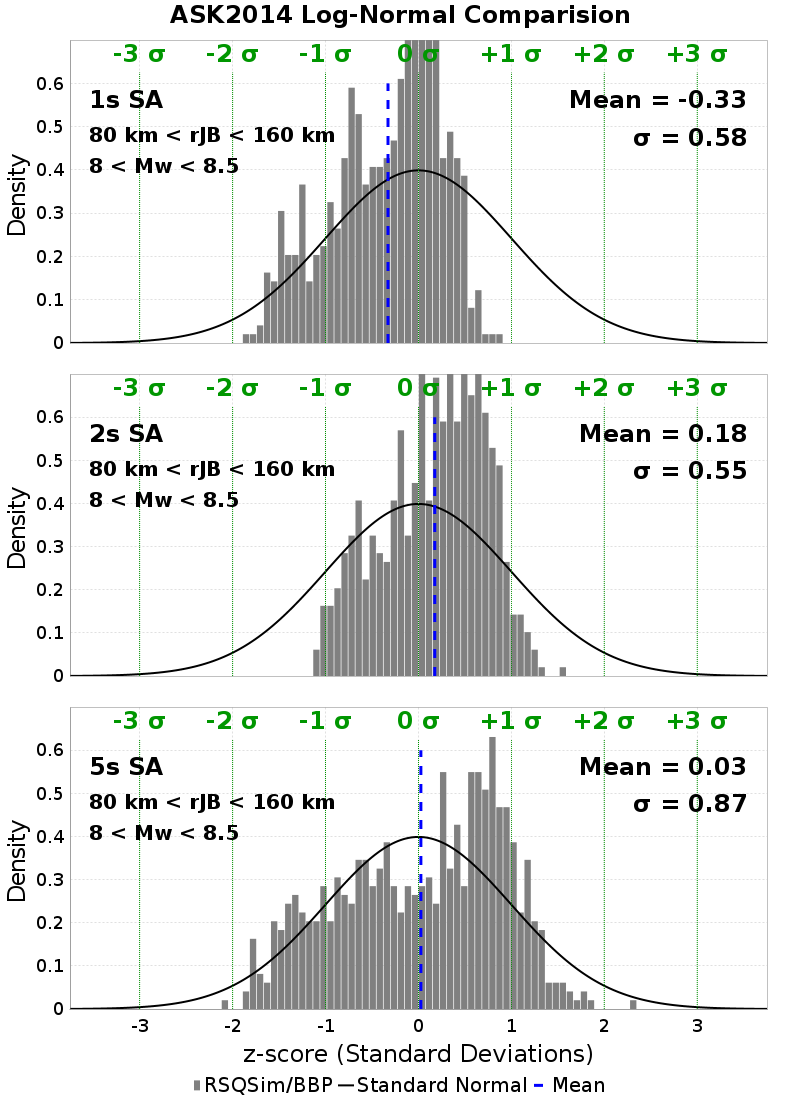 ASK2014 Log-Normal Comparision
-3 σ -2 σ -1 σ 0 σ +1 σ +2 σ +3 σ
1s SA
80 km < rJB < 160 km
8 < Mw < 8.5
Mean = -0.33
σ = 0.58
0.6
0.5
0.4
0.3
0.2
0.1
0
Density
-3 σ -2 σ -1 σ 0 σ +1 σ +2 σ +3 σ
2s SA
80 km < rJB < 160 km
8 < Mw < 8.5
Mean = 0.18
σ = 0.55
0.6
0.5
0.4
0.3
0.2
0.1
0
Density
-3 σ -2 σ -1 σ 0 σ +1 σ +2 σ +3 σ
5s SA
80 km < rJB < 160 km
8 < Mw < 8.5
Mean = 0.03
σ = 0.87
0.6
0.5
0.4
0.3
0.2
0.1
0
Density
-3 -2 -1 0 1 2 3
z-score (Standard Deviations)
RSQSim/BBP Standard Normal Mean